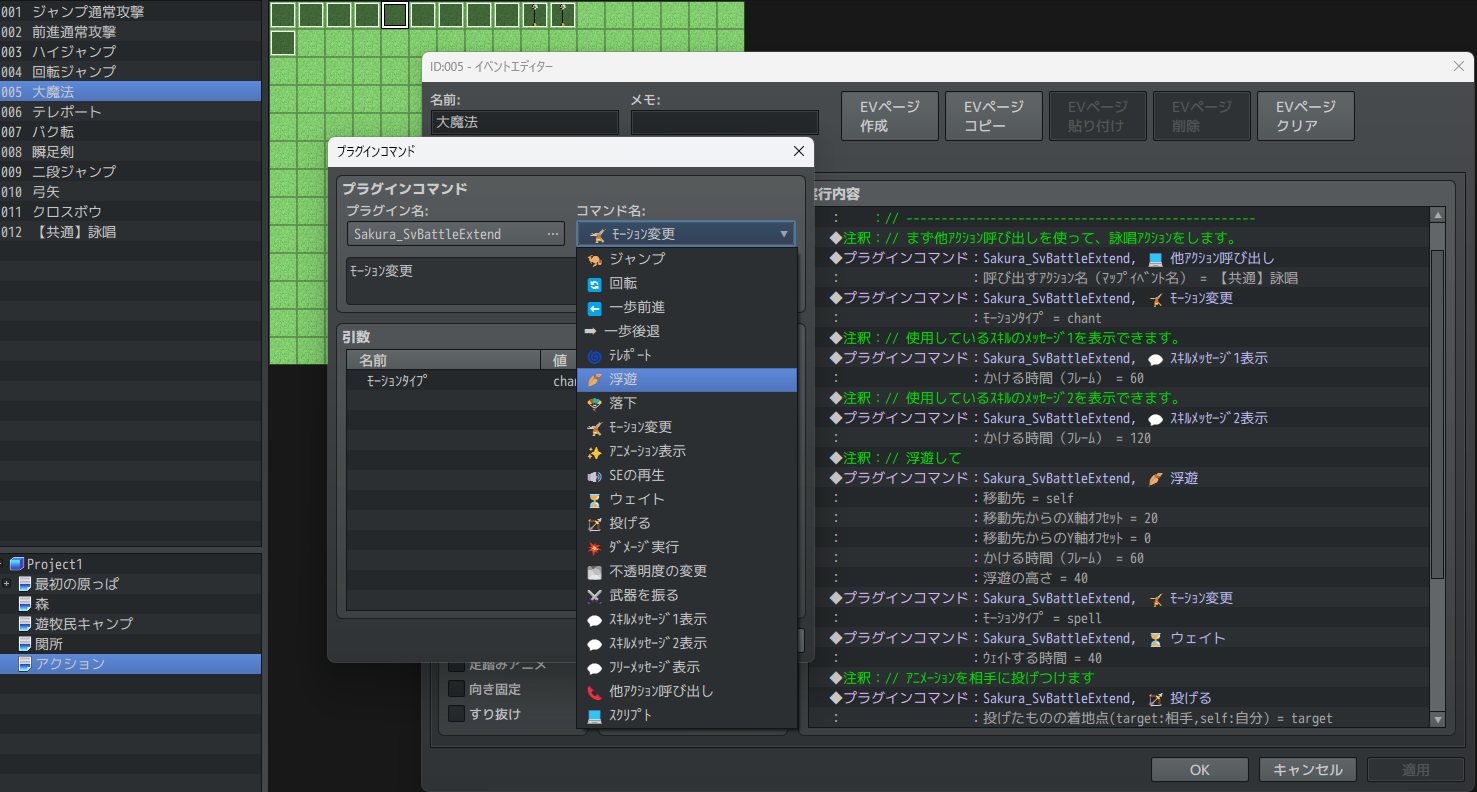 001 ジャンプ通常攻撃
002 前進通常攻撃
003 ハイジャンプ
004 回転ジャンプ
005 大魔法
006 テレポート
007 バク転
008 瞬足剣
009 二段ジャンプ
010 弓矢
011 クロスボウ
012 【共通】詠唱
Project1
最初の原っぱ
森
遊牧民キャンプ
関所
アクション
ID:005 - イベントエディター
名前:
メモ:
大魔法
EVページ
作成
EVページ
コピー
EVページ
貼り付け
EVページ
削除
EVページ
クリア
プラグインコマンド
プラグインコマンド
プラグイン名:
コマンド名:
Sakura_SvBattleExtend
ﾓｰｼｮﾝ変更
ﾓｰｼｮﾝ変更
引数
名前
値
ﾓｰｼｮﾝﾀｲﾌﾟ
ジャンプ
回転
一歩前進
一歩後退
ﾃﾚﾎﾟｰﾄ
浮遊
落下
ﾓｰｼｮﾝ変更
ｱﾆﾒｰｼｮﾝ表示
SEの再生
ウェイト
投げる
ﾀﾞﾒｰｼﾞ実行
不透明度の変更
武器を振る
ｽｷﾙﾒｯｾｰｼﾞ1表示
ｽｷﾙﾒｯｾｰｼﾞ2表示
ﾌﾘｰﾒｯｾｰｼﾞ表示
他ｱｸｼｮﾝ呼び出し
ｽｸﾘﾌﾟﾄ
足踏みアニメ
向き固定
すり抜け
実行内容
: ：// --------------------------------------------------
◆注釈：// まず他ｱｸｼｮﾝ呼び出しを使って、詠唱ｱｸｼｮﾝをします。
◆プラグインコマンド：Sakura_SvBattleExtend, 他ｱｸｼｮﾝ呼び出し
: ：呼び出すｱｸｼｮﾝ名（ﾏｯﾌﾟｲﾍﾞﾝﾄ名） = 【共通】詠唱
◆プラグインコマンド：Sakura_SvBattleExtend, ﾓｰｼｮﾝ変更
: ：ﾓｰｼｮﾝﾀｲﾌﾟ = chant
◆注釈：// 使用しているｽｷﾙのﾒｯｾｰｼﾞ1を表示できます。
◆プラグインコマンド：Sakura_SvBattleExtend, ｽｷﾙﾒｯｾｰｼﾞ1表示
: ：かける時間（ﾌﾚｰﾑ） = 60
◆注釈：// 使用しているｽｷﾙのﾒｯｾｰｼﾞ2を表示できます。
◆プラグインコマンド：Sakura_SvBattleExtend, ｽｷﾙﾒｯｾｰｼﾞ2表示
: ：かける時間（ﾌﾚｰﾑ） = 120
◆注釈：// 浮遊して
◆プラグインコマンド：Sakura_SvBattleExtend, 浮遊
: ：移動先 = self
: ：移動先からのX軸ｵﾌｾｯﾄ = 20
: ：移動先からのY軸ｵﾌｾｯﾄ = 0
: ：かける時間（ﾌﾚｰﾑ） = 60
: ：浮遊の高さ = 40
◆プラグインコマンド：Sakura_SvBattleExtend, ﾓｰｼｮﾝ変更
: ：ﾓｰｼｮﾝﾀｲﾌﾟ = spell
◆プラグインコマンド：Sakura_SvBattleExtend, ウェイト
: ：ｳｪｲﾄする時間 = 40
◆注釈：// ｱﾆﾒｰｼｮﾝを相手に投げつけます
◆プラグインコマンド：Sakura_SvBattleExtend, 投げる
: ：投げたものの着地点(target:相手,self:自分) = target
OK
キャンセル
適用